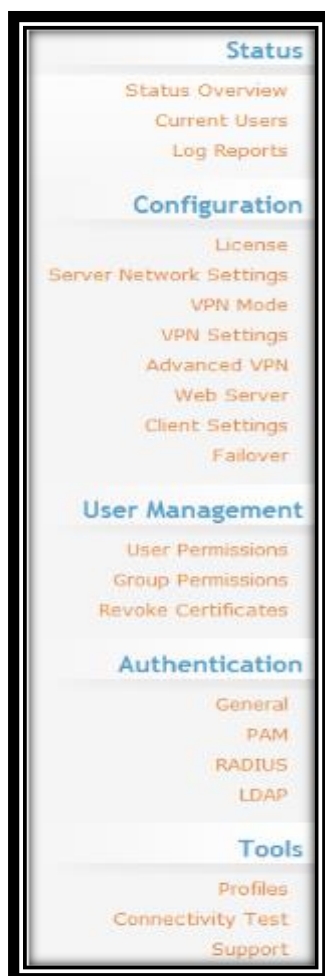 Status
Status Overview
Current Users
Log Reports
Configuration
License
Server Network Settings
VPN Mode
VPN Settings
Advanced VPN
Web Server
Client Settings
Failover
User Management
User Permissions
Group Permissions
Revoke Certificates
Authentication
General
PAM
RADIUS
LDAP
Tools
Profiles
Connectivity Test
Support